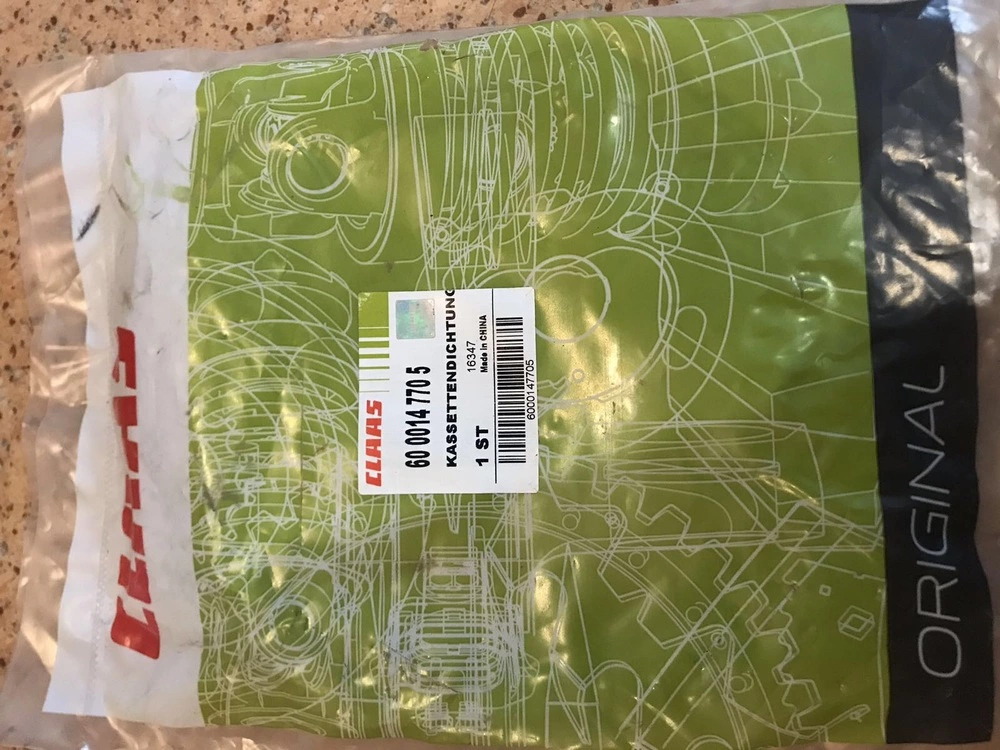 CLAAS
CLAAS
60 0014 770 5
KASSETTENDICHTUNG
16347
1 ST
Made in CHINA
6000147705
ORIGINAL